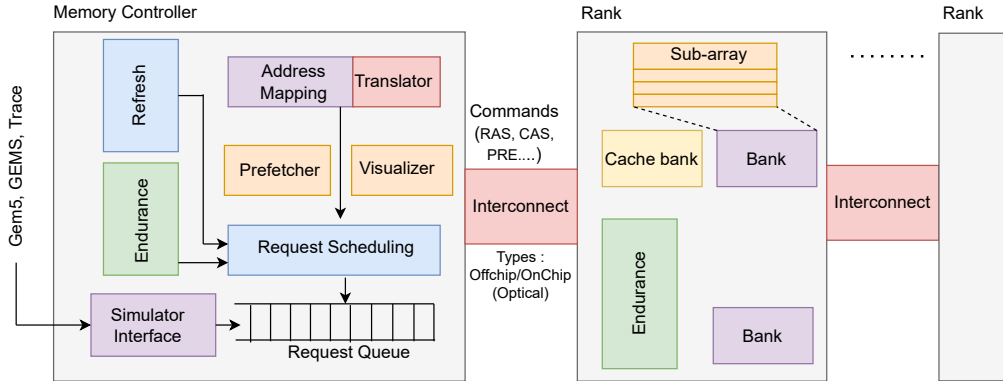 Memory Controller
Rank
Rank
Refresh
Address
Mapping
Translator
Sub-array
Commands
(RAS, CAS,
PRE....)
Gem5, GEMS, Trace
Prefetcher
Visualizer
Cache bank
Bank
Endurance
Interconnect
Interconnect
Request Scheduling
Types :
Offchip/OnChip
(Optical)
Endurance
Simulator
Interface
Request Queue
Bank